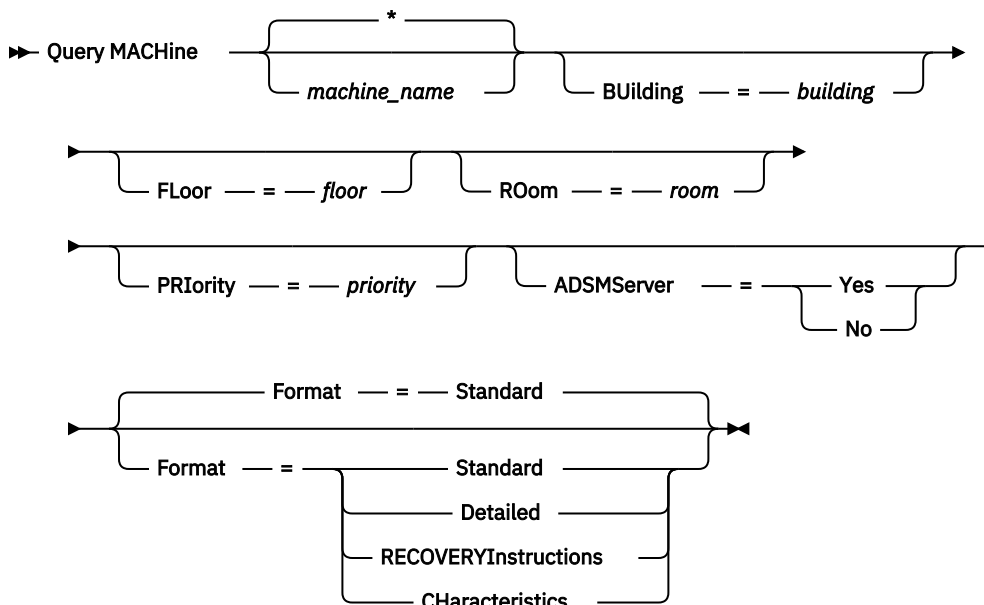 *
Query MACHine
machine_name
BUilding = building
FLoor = floor
ROom = room
PRIority = priority
ADSMServer = Yes
No
Format = Standard
Format = Standard
Detailed
RECOVERYInstructions
CHaracteristics